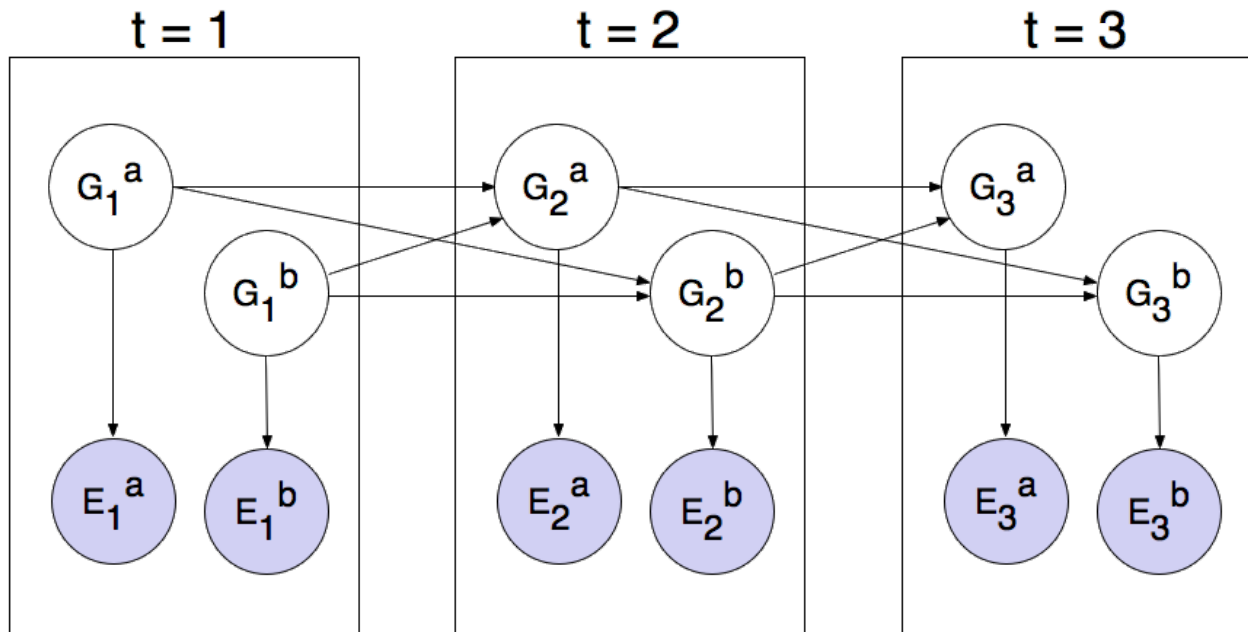 t = 1
t = 2
t = 3
G₁ᵃ
G₂ᵃ
G₃ᵃ
G₁ᵇ
G₂ᵇ
G₃ᵇ
E₁ᵃ
E₁ᵇ
E₂ᵃ
E₂ᵇ
E₃ᵃ
E₃ᵇ